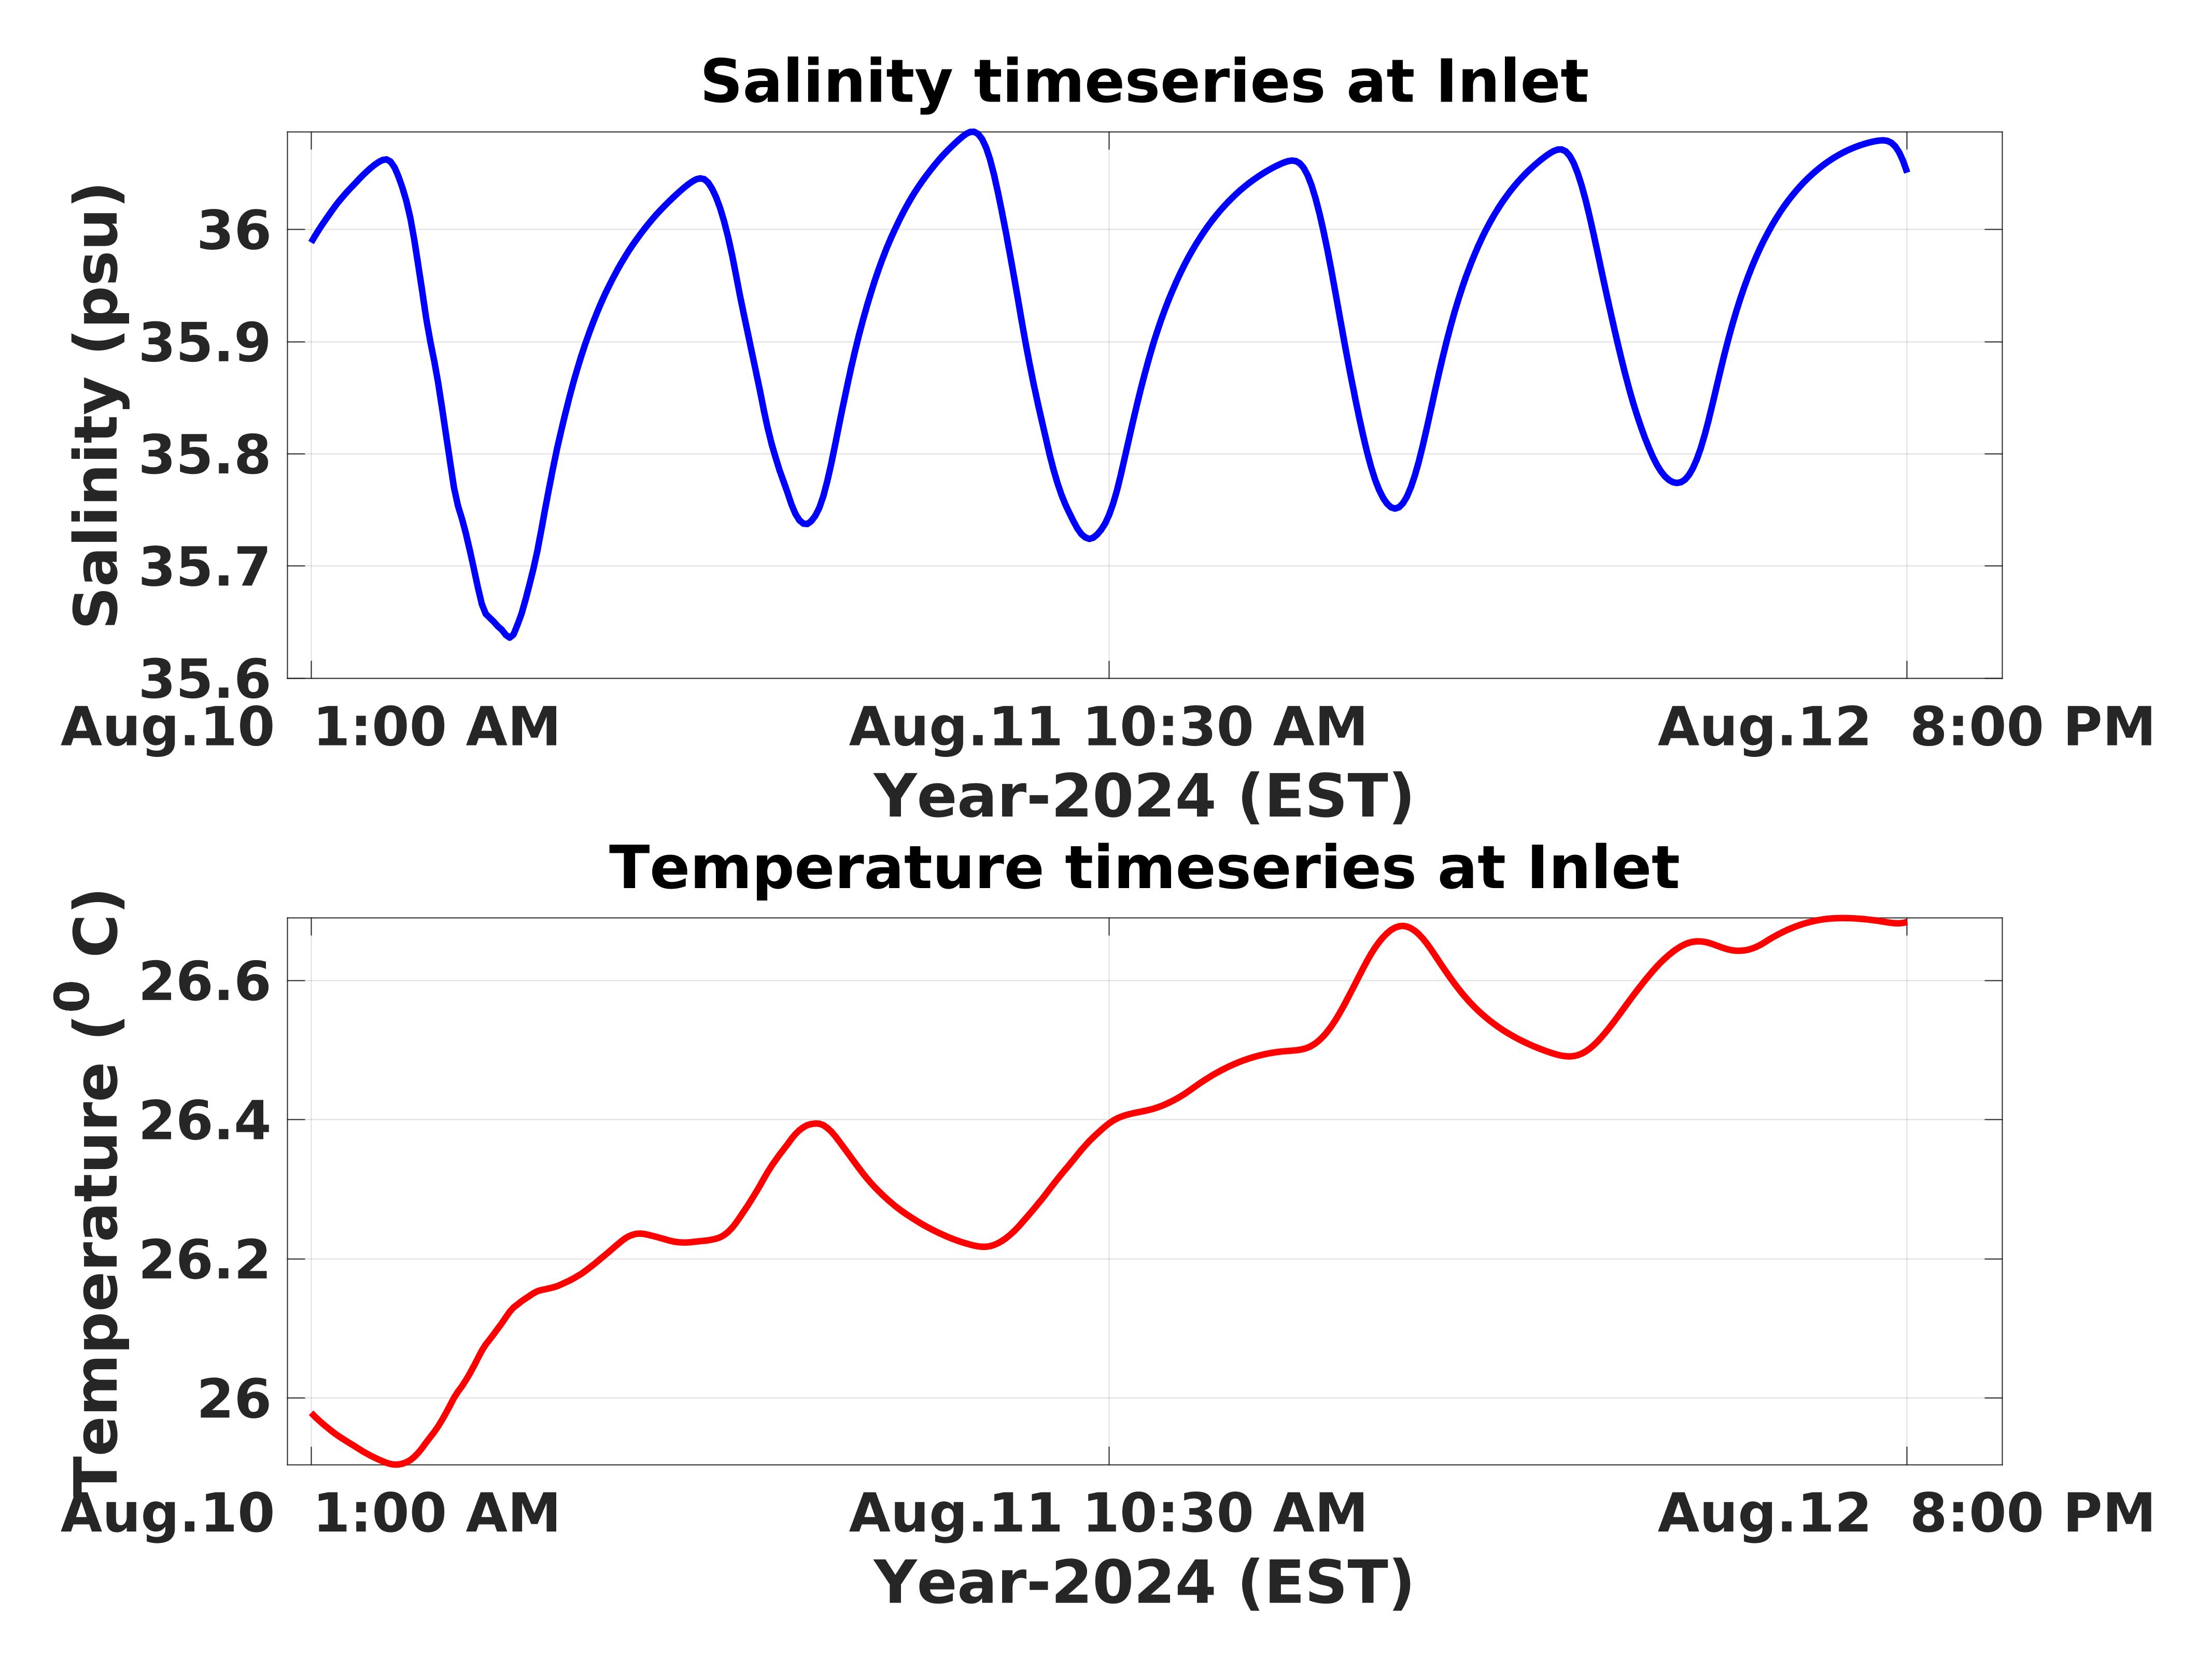 Salinity timeseries at Inlet
Salinity (psu)
36
35.9
35.8
35.7
35.6
Aug.10  1:00 AM
Aug.11 10:30 AM
Aug.12  8:00 PM
Year-2024 (EST)
Temperature timeseries at Inlet
Temperature (⁰ C)
26.6
26.4
26.2
26
Aug.10  1:00 AM
Aug.11 10:30 AM
Aug.12  8:00 PM
Year-2024 (EST)